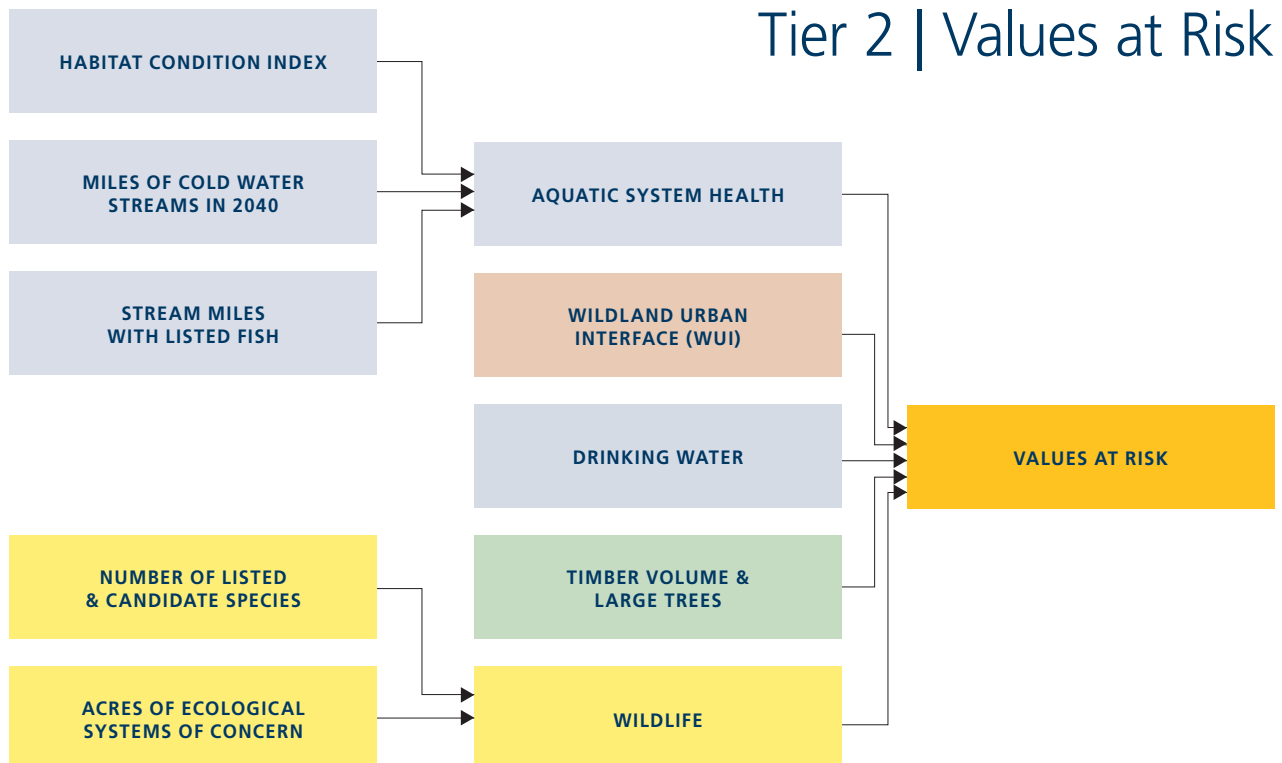 Tier 2 | Values at Risk
HABITAT CONDITION INDEX
MILES OF COLD WATER
STREAMS IN 2040
STREAM MILES
WITH LISTED FISH
AQUATIC SYSTEM HEALTH
WILDLAND URBAN
INTERFACE (WUI)
DRINKING WATER
VALUES AT RISK
NUMBER OF LISTED
& CANDIDATE SPECIES
TIMBER VOLUME &
LARGE TREES
ACRES OF ECOLOGICAL
SYSTEMS OF CONCERN
WILDLIFE